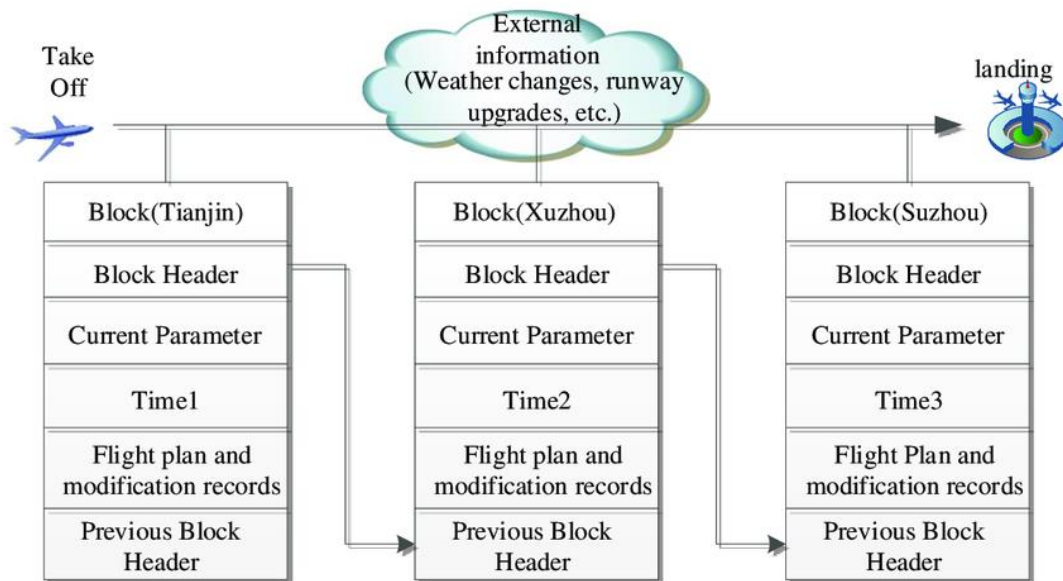 Take
Off
External
information
(Weather changes, runway
upgrades, etc.)
landing
Block(Tianjin)
Block Header
Current Parameter
Time1
Flight plan and
modification records
Previous Block
Header
Block(Xuzhou)
Block Header
Current Parameter
Time2
Flight plan and
modification records
Previous Block
Header
Block(Suzhou)
Block Header
Current Parameter
Time3
Flight Plan and
modification records
Previous Block
Header